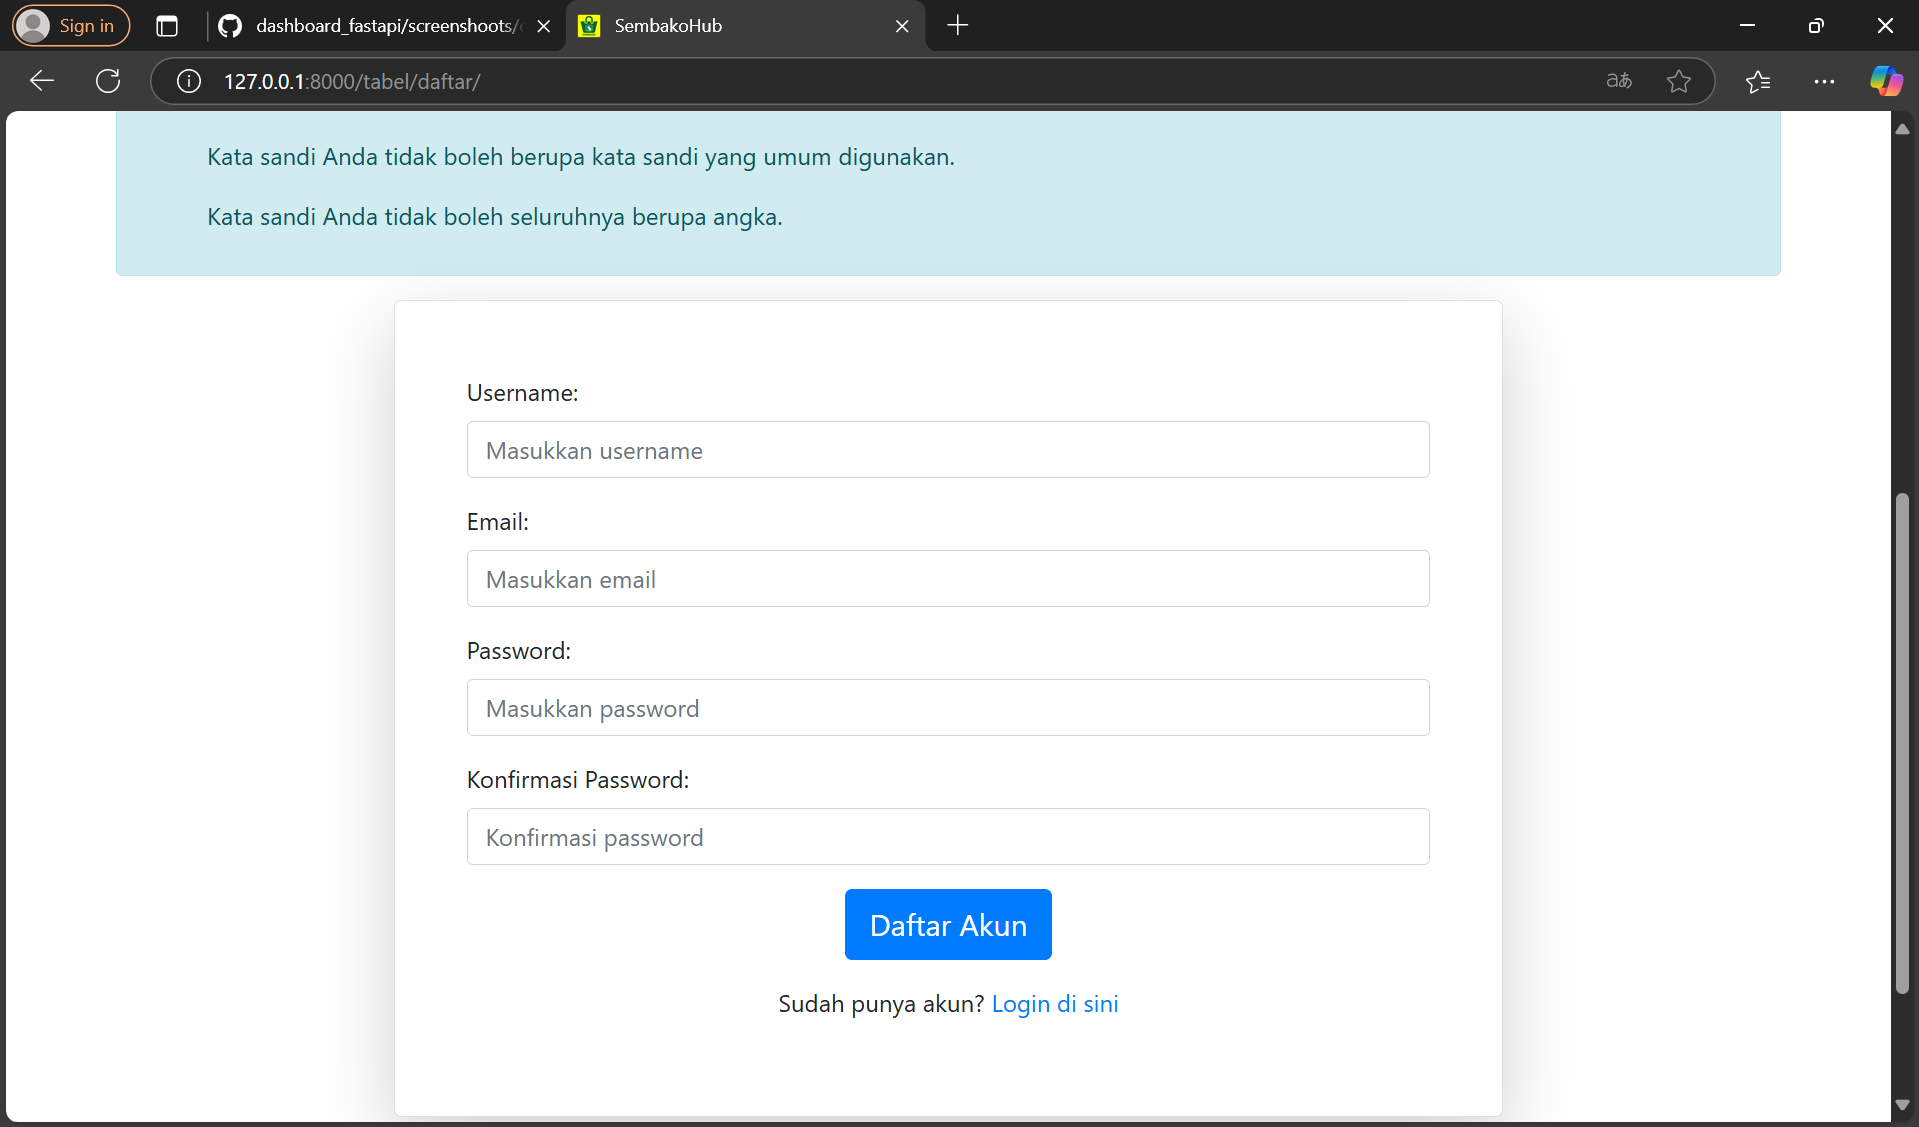 Sign in
dashboard_fastapi/screenshoots/
SembakoHub
127.0.0.1:8000/tabel/daftar/
Kata sandi Anda tidak boleh berupa kata sandi yang umum digunakan.
Kata sandi Anda tidak boleh seluruhnya berupa angka.
Username:
Masukkan username
Email:
Masukkan email
Password:
Masukkan password
Konfirmasi Password:
Konfirmasi password
Daftar Akun
Sudah punya akun? Login di sini